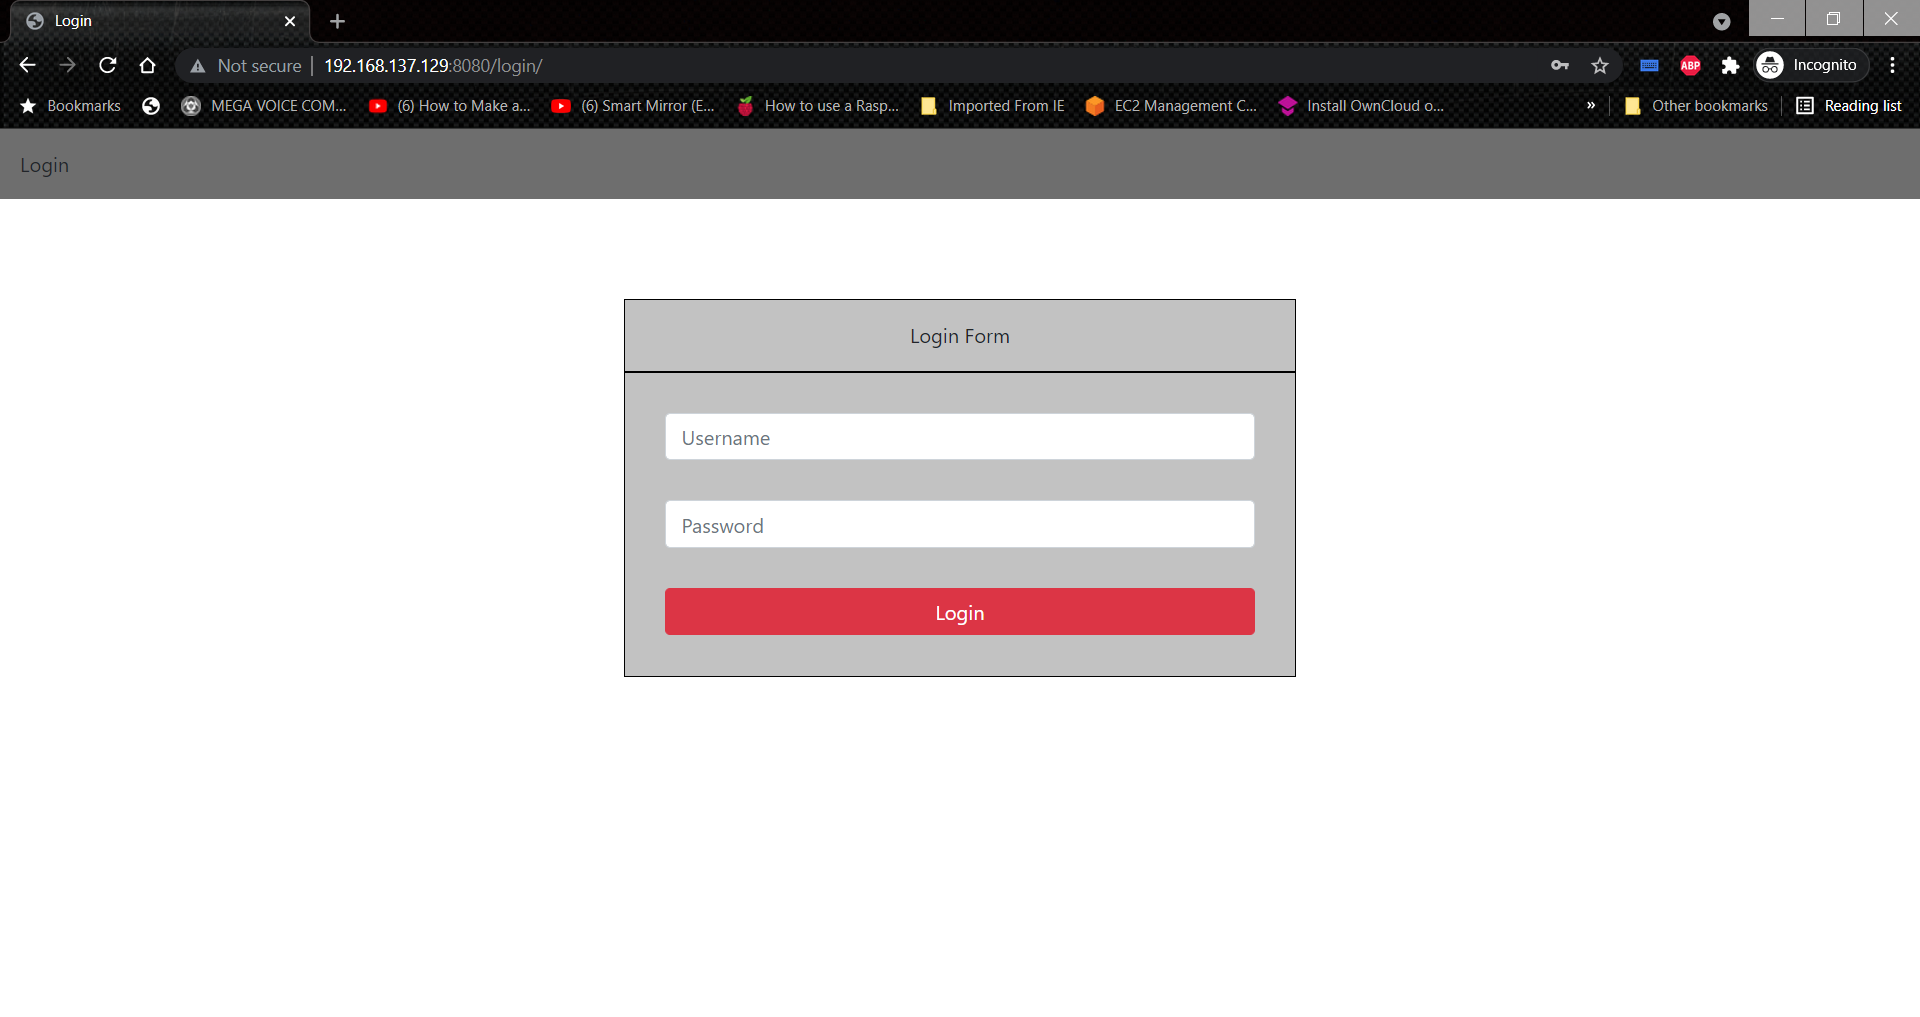 Login
Not secure | 192.168.137.129:8080/login/
Incognito
Bookmarks
MEGA VOICE COM...
(6) How to Make a...
(6) Smart Mirror (E...
How to use a Rasp...
Imported From IE
EC2 Management C...
Install OwnCloud o...
»
Other bookmarks
Reading list
ABP
Login
Login Form
Username
Password
Login